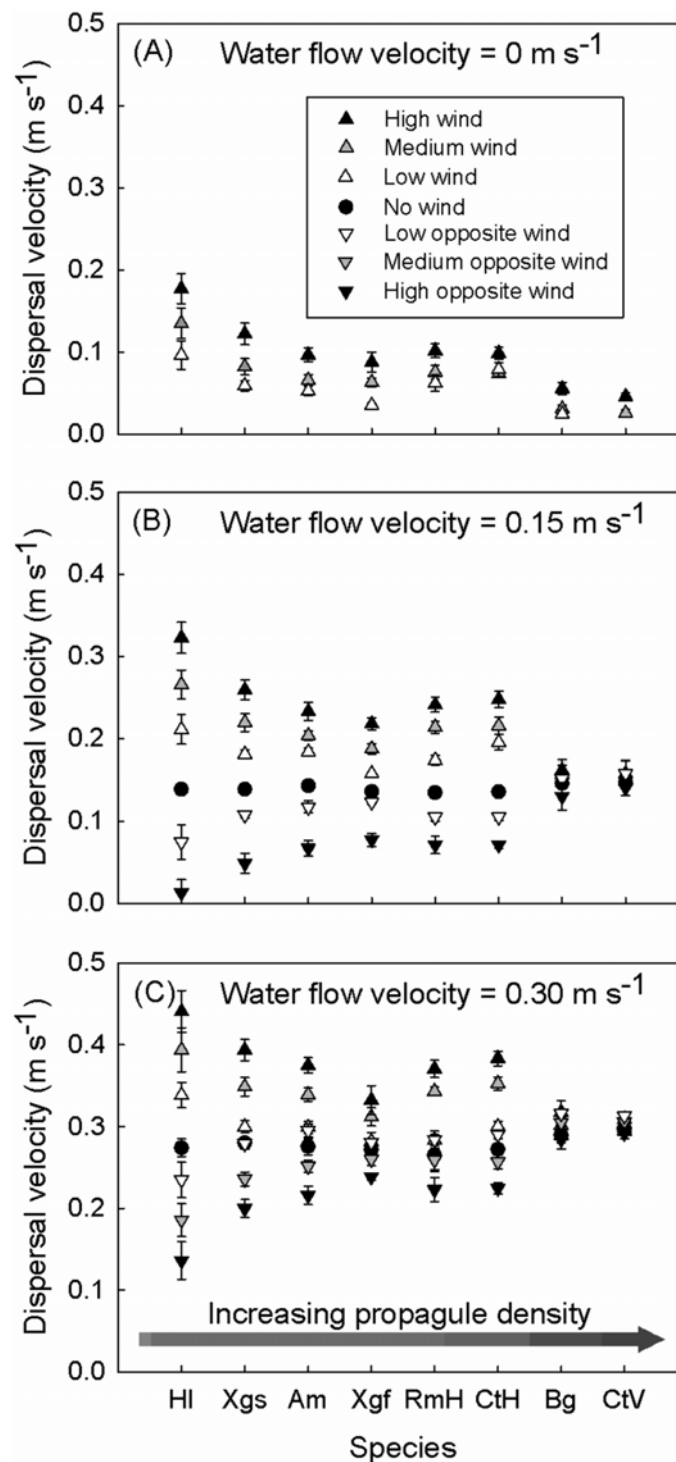 (A) Water flow velocity = 0 m s⁻¹
0.5
0.4
0.3
0.2
0.1
0.0
Dispersal velocity (m s⁻¹)
High wind
Medium wind
Low wind
No wind
Low opposite wind
Medium opposite wind
High opposite wind
(B) Water flow velocity = 0.15 m s⁻¹
0.5
0.4
0.3
0.2
0.1
0.0
Dispersal velocity (m s⁻¹)
(C) Water flow velocity = 0.30 m s⁻¹
0.5
0.4
0.3
0.2
0.1
0.0
Dispersal velocity (m s⁻¹)
Increasing propagule density
Hl Xgs Am Xgf RmH CtH Bg CtV
Species